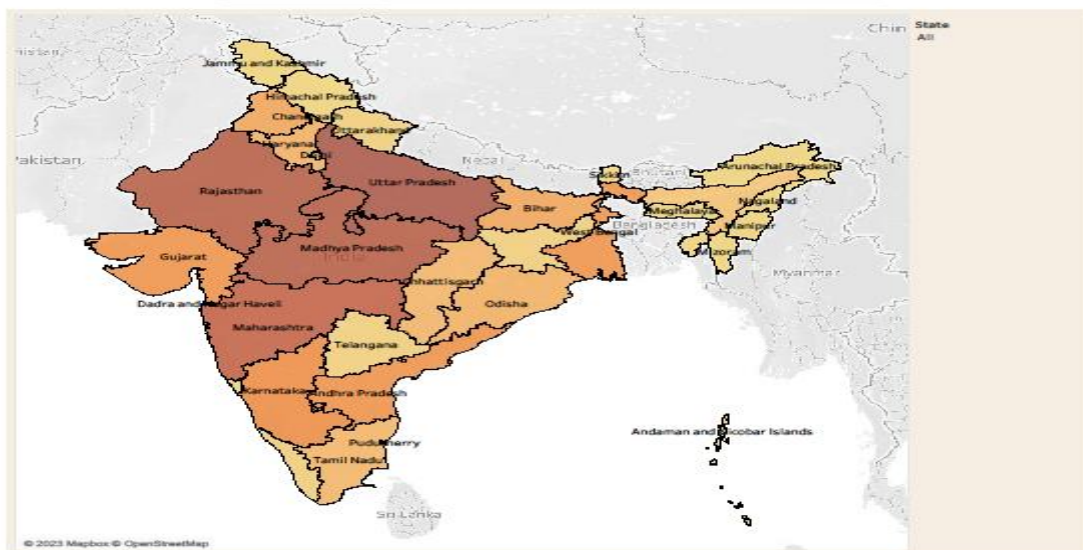 Chin
State
All
Jammu and Kashmir
Himachal Pradesh
Chandigarh
Uttarakhand
Haryana
Delhi
Pakistan
Nepal
Rajasthan
Uttar Pradesh
Sikkim
Bhutan
Arunachal Pradesh
Bihar
Nagaland
Meghalaya
West Bengal
Bangladesh
Manipur
Madhya Pradesh
India
Mizoram
Gujarat
Myanmar
Chhattisgarh
Dadra and Nagar Haveli
Odisha
Maharashtra
Telangana
Karnataka
Andhra Pradesh
Andaman and Nicobar Islands
Puducherry
Tamil Nadu
Sri Lanka
© 2023 Mapbox © OpenStreetMap